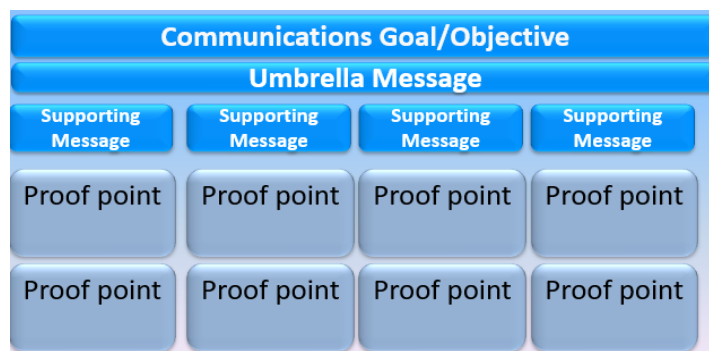 Communications Goal/Objective
Umbrella Message
Supporting
Message
Supporting
Message
Supporting
Message
Supporting
Message
Proof point
Proof point
Proof point
Proof point
Proof point
Proof point
Proof point
Proof point